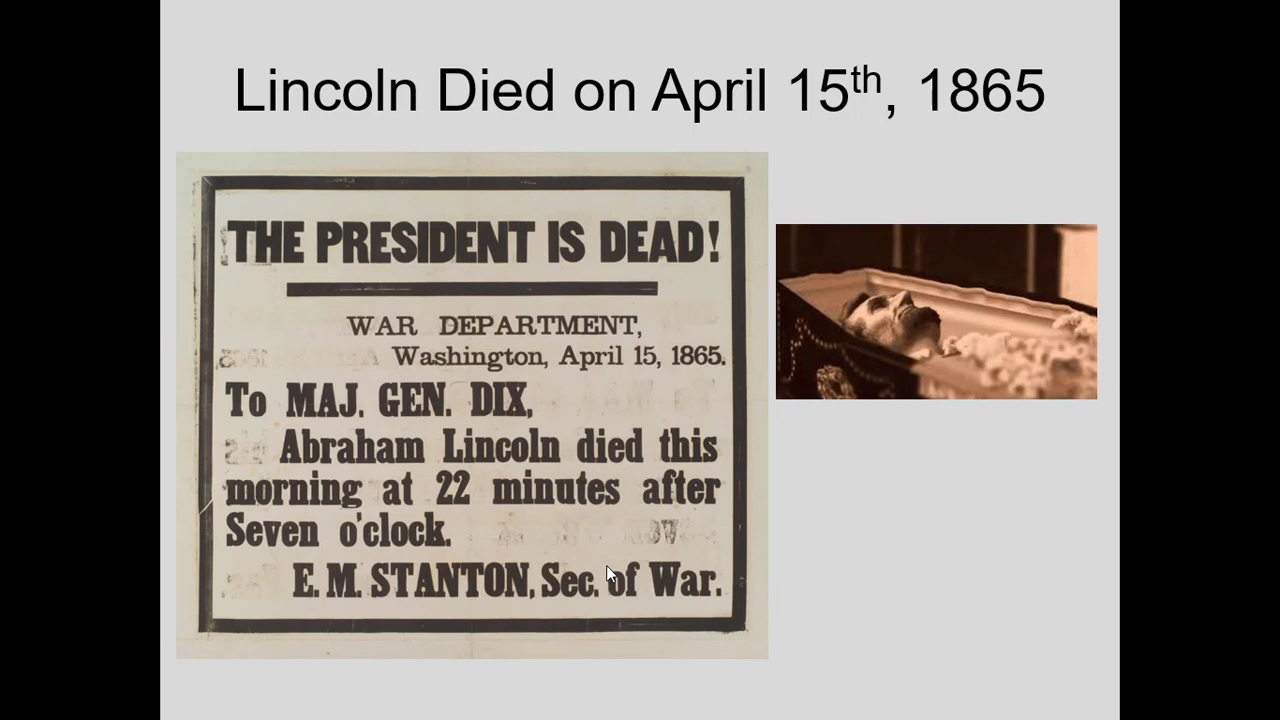 Lincoln Died on April 15th, 1865
THE PRESIDENT IS DEAD!
WAR DEPARTMENT,
Washington, April 15, 1865.
To MAJ. GEN. DIX,
Abraham Lincoln died this
morning at 22 minutes after
Seven o'clock.
E. M. STANTON, Sec. of War.